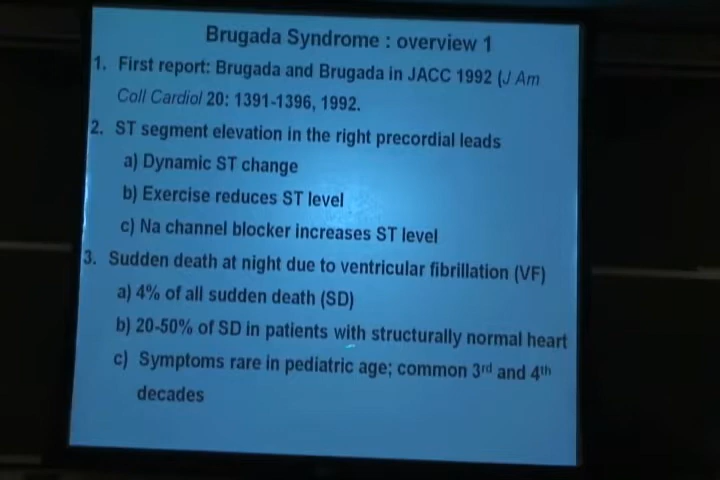 Brugada Syndrome : overview 1
1. First report: Brugada and Brugada in JACC 1992 (J Am
Coll Cardiol 20: 1391-1396, 1992.
2. ST segment elevation in the right precordial leads
a) Dynamic ST change
b) Exercise reduces ST level
c) Na channel blocker increases ST level
3. Sudden death at night due to ventricular fibrillation (VF)
a) 4% of all sudden death (SD)
b) 20-50% of SD in patients with structurally normal heart
c) Symptoms rare in pediatric age; common 3rd and 4th
decades